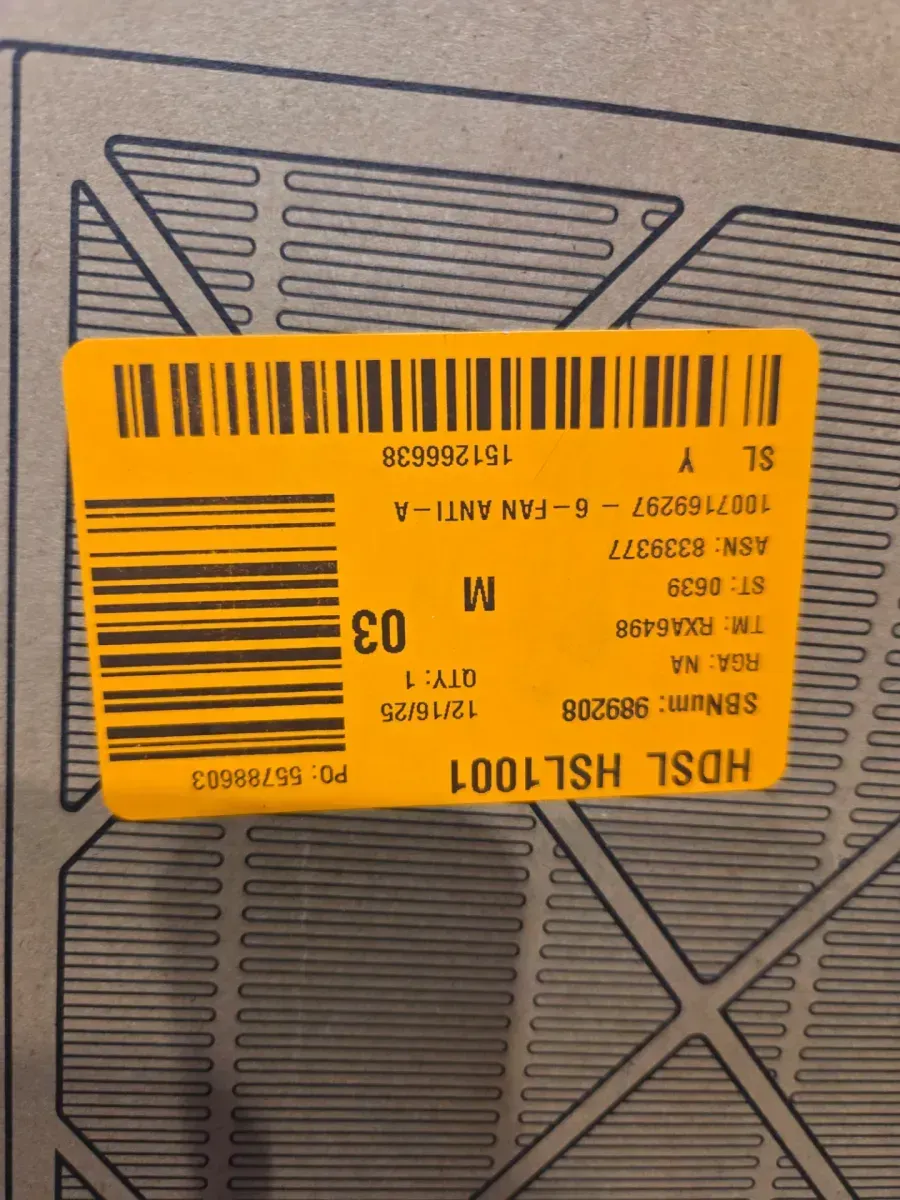 HDSL HSL1001
PO: 55788603
SBNum: 989208
12/16/25
RGA: NA
QTY: 1
TM: RXA6498
03
ST: 0639
M
ASN: 8339377
1007169297 - 6-FAN ANTI-A
SL Y
151266638